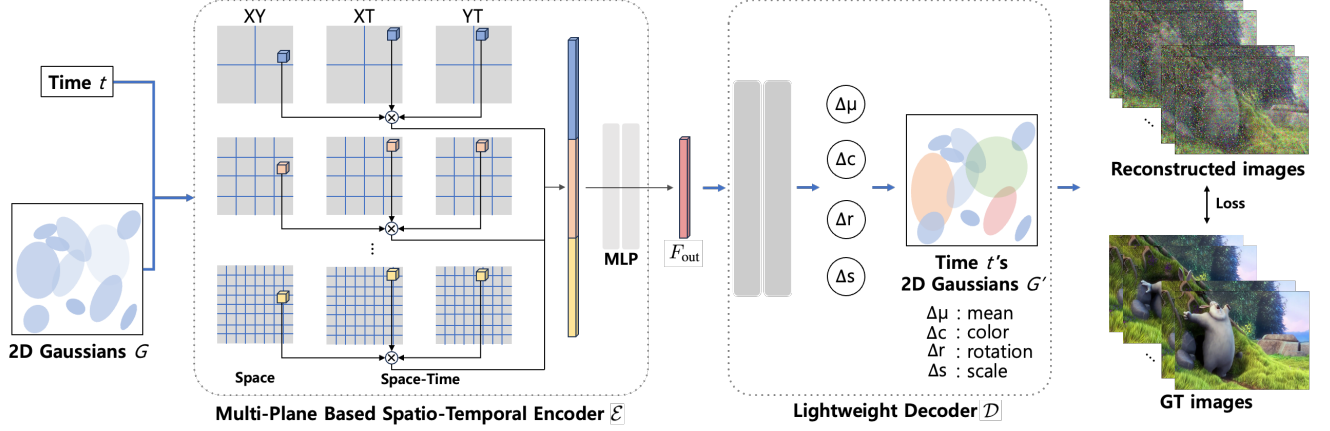 XY
XT
YT
Time t
2D Gaussians G
⊗
⊗
⋮
⊗
Space
Space-Time
MLP
F_out
Multi-Plane Based Spatio-Temporal Encoder ℰ
Δμ
Δc
Δr
Δs
Time t's
2D Gaussians G′
Δμ : mean
Δc : color
Δr : rotation
Δs : scale
Lightweight Decoder 𝒟
...
Reconstructed images
Loss
...
GT images